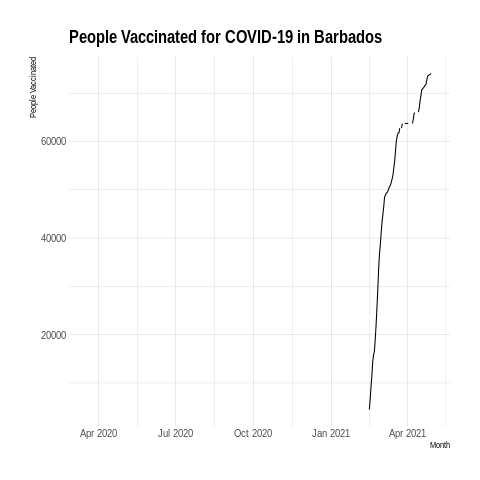 People Vaccinated for COVID-19 in Barbados
People Vaccinated
60000
40000
20000
Apr 2020 Jul 2020 Oct 2020 Jan 2021 Apr 2021
Month